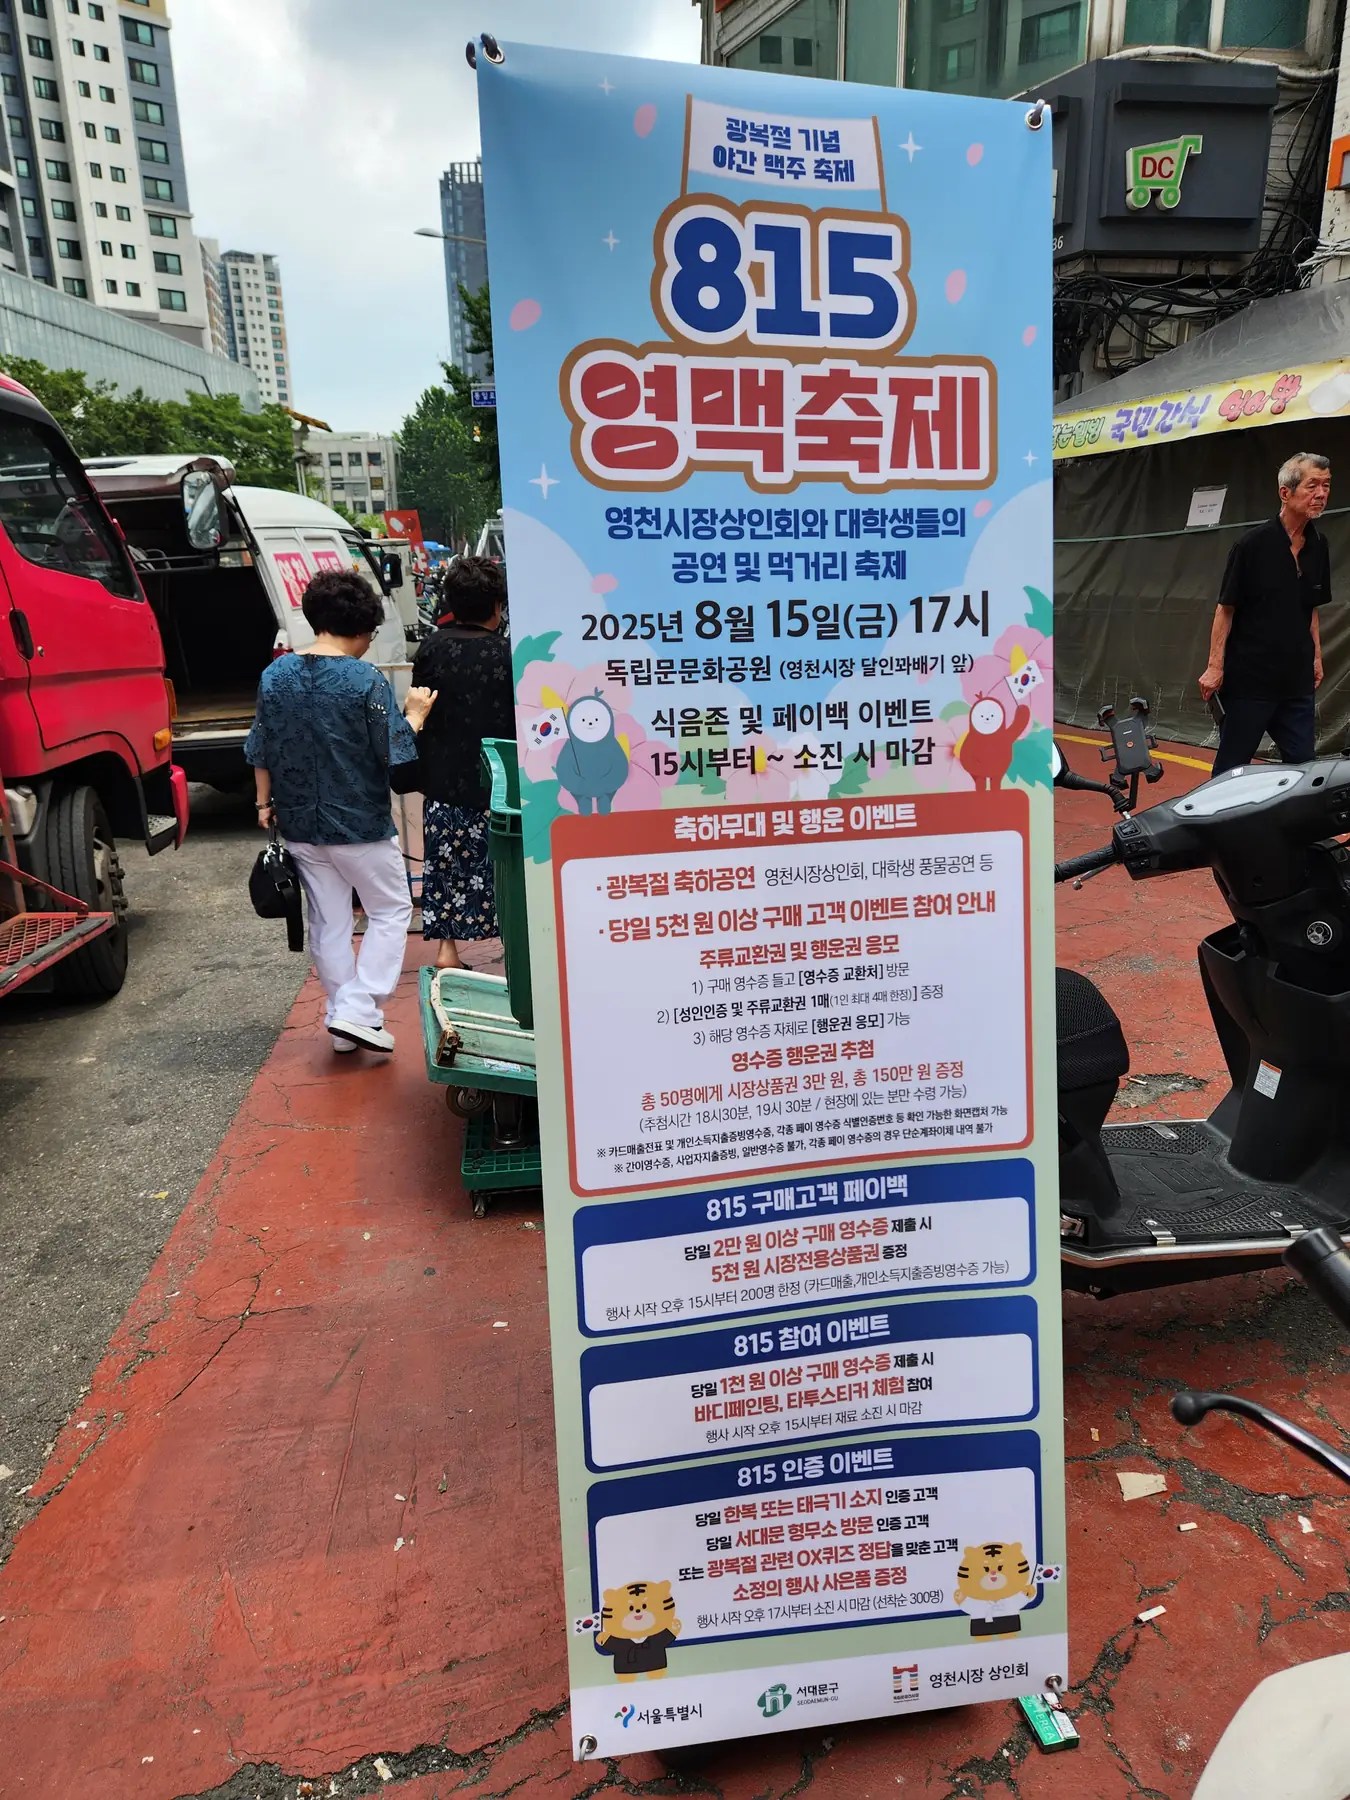 광복절 기념
야간 맥주 축제
815
영맥축제
영천시장상인회와 대학생들의
공연 및 먹거리 축제
2025년 8월 15일(금) 17시
독립문문화공원 (영천시장 달인꽈배기 앞)
식음존 및 페이백 이벤트
15시부터 ~ 소진 시 마감
축하무대 및 행운 이벤트
· 광복절 축하공연 영천시장상인회, 대학생 풍물공연 등
· 당일 5천 원 이상 구매 고객 이벤트 참여 안내
주류교환권 및 행운권 응모
1) 구매 영수증 들고 [영수증 교환처] 방문
2) [성인인증 및 주류교환권 1매(1인 최대 4매 한정)] 증정
3) 해당 영수증 자체로 [행운권 응모] 가능
영수증 행운권 추첨
총 50명에게 시장상품권 3만 원, 총 150만 원 증정
(추첨시간 18시30분, 19시 30분 / 현장에 있는 분만 수령 가능)
※ 카드매출전표 및 개인소득지출증빙영수증, 각종 페이 영수증 식별인증번호 등 확인 가능한 화면캡처 가능
※ 간이영수증, 사업자지출증빙, 일반영수증 불가, 각종 페이 영수증의 경우 단순계좌이체 내역 불가
815 구매고객 페이백
당일 2만 원 이상 구매 영수증 제출 시
5천 원 시장전용상품권 증정
행사 시작 오후 15시부터 200명 한정 (카드매출,개인소득지출증빙영수증 가능)
815 참여 이벤트
당일 1천 원 이상 구매 영수증 제출 시
바디페인팅, 타투스티커 체험 참여
행사 시작 오후 15시부터 재료 소진 시 마감
815 인증 이벤트
당일 한복 또는 태극기 소지 인증 고객
당일 서대문 형무소 방문 인증 고객
또는 광복절 관련 OX퀴즈 정답을 맞춘 고객
소정의 행사 사은품 증정
행사 시작 오후 17시부터 소진 시 마감 (선착순 300명)
서울특별시
서대문구
SEODAEMUN-GU
영천시장 상인회
DC
36
국민간식 잉어빵